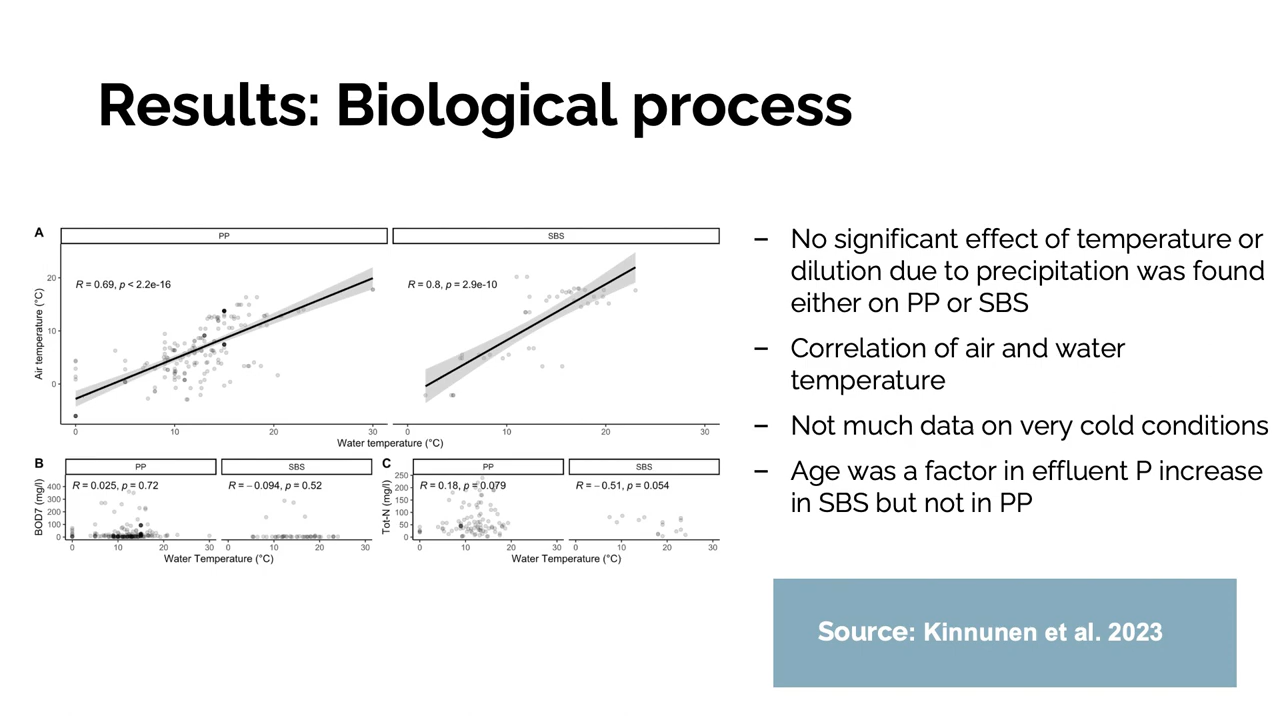 Results: Biological process
A
PP
SBS
R = 0.69, p < 2.2e-16
R = 0.8, p = 2.9e-10
Air temperature (°C)
20
10
0
0 10 20 30
0 10 20 30
Water temperature (°C)
B
PP
SBS
R = 0.025, p = 0.72
R = −0.094, p = 0.52
BOD7 (mg/l)
400
300
200
100
0
0 10 20 30
0 10 20 30
Water Temperature (°C)
C
PP
SBS
R = 0.18, p = 0.079
R = −0.51, p = 0.054
Tot-N (mg/l)
250
200
150
100
50
0
0 10 20 30
0 10 20 30
Water Temperature (°C)
– No significant effect of temperature or
dilution due to precipitation was found
either on PP or SBS
– Correlation of air and water
temperature
– Not much data on very cold conditions
– Age was a factor in effluent P increase
in SBS but not in PP
Source: Kinnunen et al. 2023